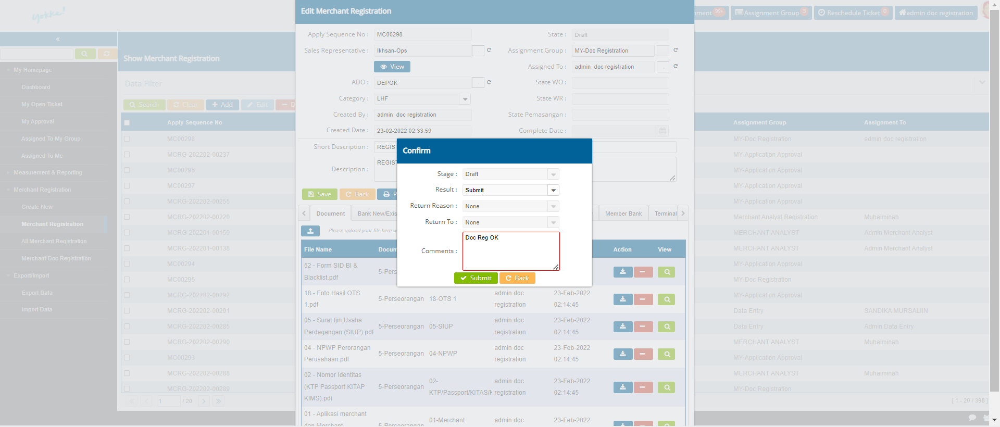 yokke!
Edit Merchant Registration
nment 99+
Assignment Group 3
Reschedule Ticket 0
admin doc registration
Show Merchant Registration
Data Filter
Search
Clear
Add
Edit
My Homepage
Dashboard
My Open Ticket
My Approval
Assigned To My Group
Assigned To Me
Measurement & Reporting
Merchant Registration
Create New
Merchant Registration
All Merchant Registration
Merchant Doc Registration
Export/Import
Export Data
Import Data
Apply Sequence No
MC00298
MCRG-202202-00237
MC00296
MC00297
MCRG-202202-00255
MCRG-202202-00220
MCRG-202201-00159
MCRG-202201-00138
MC00294
MC00295
MCRG-202202-00292
MCRG-202202-00291
MCRG-202202-00285
MCRG-202202-00290
MC00293
MCRG-202202-00288
MCRG-202202-00289
1 / 20
Apply Sequence No : MC00298
Sales Representative : Ikhsan-Ops
View
ADO : DEPOK
Category : LHF
Created By : admin doc registration
Created Date : 23-02-2022 02:33:59
State : Draft
Assignment Group : MY-Doc Registration
Assigned To : admin doc registration
State WO :
State WR :
State Pemasangan :
Complete Date :
Short Description : REGIST
Description : REGIST
Save
Back
P
Confirm
Stage : Draft
Result : Submit
Return Reason : None
Return To : None
Comments : Doc Reg OK
Submit
Back
Document
Bank New/Exis
Member Bank
Terminal
Please upload your file here w
File Name
Docum
Action
View
52 - Form SID BI &
Blacklist.pdf
5-Pers
18 - Foto Hasil OTS
1.pdf
5-Perseorangan
18-OTS 1
admin doc
registration
23-Feb-2022
02:14:45
05 - Surat Ijin Usaha
Perdagangan (SIUP).pdf
5-Perseorangan
05-SIUP
admin doc
registration
23-Feb-2022
02:14:45
04 - NPWP Perorangan
Perusahaan.pdf
5-Perseorangan
04-NPWP
admin doc
registration
23-Feb-2022
02:14:45
02 - Nomor Identitas
(KTP Passport KITAP
KIMS).pdf
5-Perseorangan
02-
KTP/Passport/KITAS/K
admin doc
registration
23-Feb-2022
02:14:45
01 - Aplikasi merchant
dan Merchant
5-Perseorangan
01-Merchant
admin doc
registration
23-Feb-2022
02:14:45
Assignment Group
Assignment To
MY-Doc Registration
admin doc registration
MY-Application Approval
MY-Application Approval
MY-Application Approval
MY-Application Approval
Merchant Analyst Registration
Muhaiminah
MERCHANT ANALYST
Admin Merchant Analyst
MERCHANT ANALYST
Admin Merchant Analyst
MY-Application Approval
MY-Doc Registration
MY-Application Approval
Data Entry
SANDIKA MURSALIIN
Data Entry
Admin Data Entry
MERCHANT ANALYST
Muhaiminah
MY-Application Approval
MERCHANT ANALYST
Muhaiminah
MY-Doc Registration
[ 1 - 20 / 398 ]